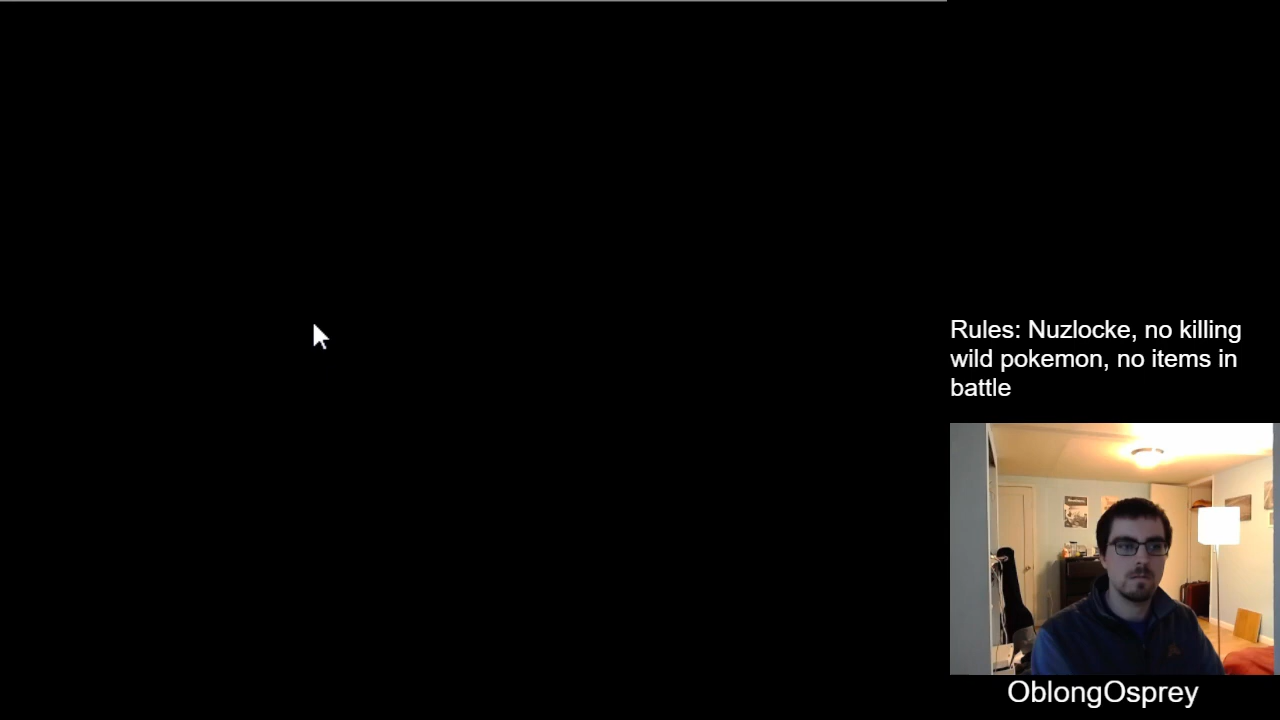 Rules: Nuzlocke, no killing
wild pokemon, no items in
battle
OblongOsprey